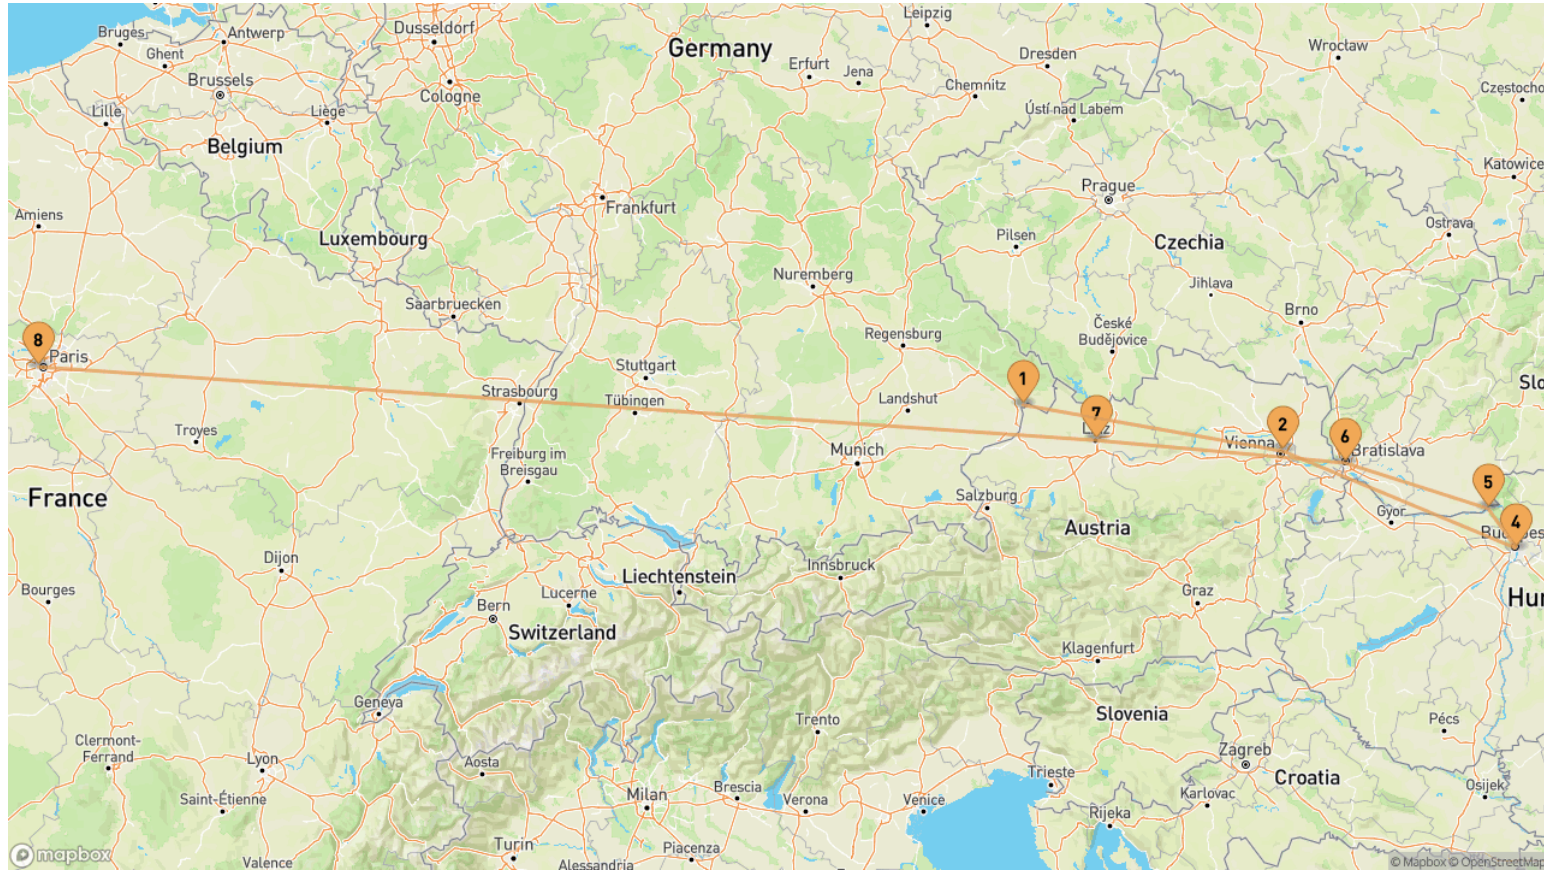 Leipzig
Bruges
Antwerp
Dusseldorf
Germany
Wrocław
Ghent
Dresden
Erfurt
Jena
Brussels
Chemnitz
Częstocho
Cologne
Lille
Liège
Ústí nad Labem
Belgium
Katowice
Prague
Frankfurt
Amiens
Ostrava
Luxembourg
Pilsen
Czechia
Nuremberg
Jihlava
Saarbruecken
Brno
České
Budějovice
Regensburg
8
Paris
Stuttgart
1
Slo
Strasbourg
Tübingen
Landshut
7
2
Troyes
6
Vienna
Bratislava
Munich
Freiburg im
Breisgau
5
France
Salzburg
Gyor
4
Austria
Dijon
Innsbruck
Liechtenstein
Bourges
Lucerne
Graz
Hun
Bern
Switzerland
Klagenfurt
Geneva
Slovenia
Trento
Pécs
Clermont-
Ferrand
Lyon
Aosta
Zagreb
Trieste
Croatia
Osijek
Saint-Étienne
Milan
Brescia
Verona
Venice
Karlovac
Rijeka
Turin
Piacenza
mapbox
Valence
Alessandria
© Mapbox © OpenStreetMap